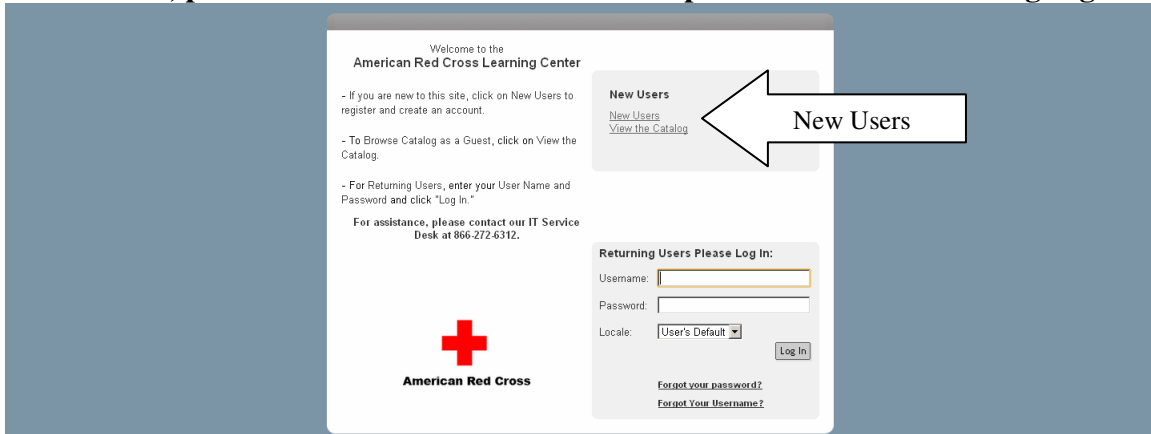 Welcome to the
American Red Cross Learning Center
- If you are new to this site, click on New Users to
register and create an account.
- To Browse Catalog as a Guest, click on View the
Catalog.
- For Returning Users, enter your User Name and
Password and click "Log In."
For assistance, please contact our IT Service
Desk at 866-272-6312.
American Red Cross
New Users
New Users
View the Catalog
New Users
Returning Users Please Log In:
Username:
Password:
Locale: User's Default
Log In
Forgot your password?
Forgot Your Username?